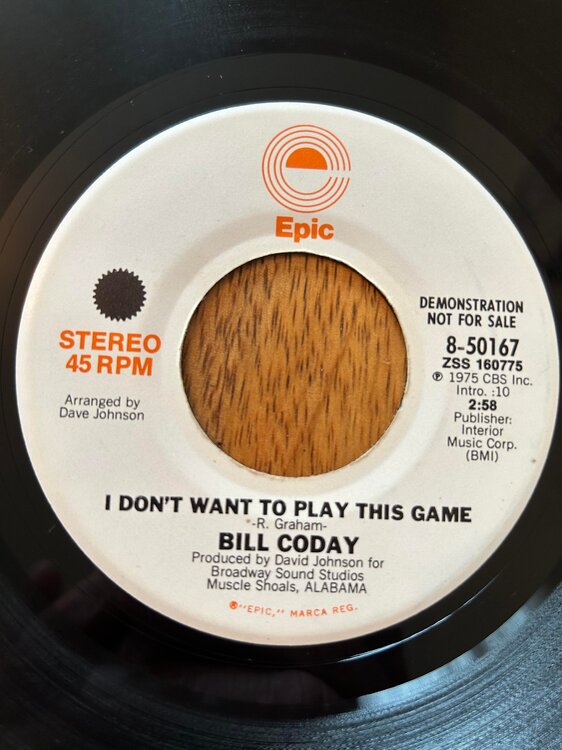 Epic
STEREO
45 RPM
Arranged by
Dave Johnson
DEMONSTRATION
NOT FOR SALE
8-50167
ZSS 160775
℗ 1975 CBS Inc.
Intro. :10
2:58
Publisher:
Interior
Music Corp.
(BMI)
I DON'T WANT TO PLAY THIS GAME
-R. Graham-
BILL CODAY
Produced by David Johnson for
Broadway Sound Studios
Muscle Shoals, ALABAMA
"EPIC," MARCA REG.